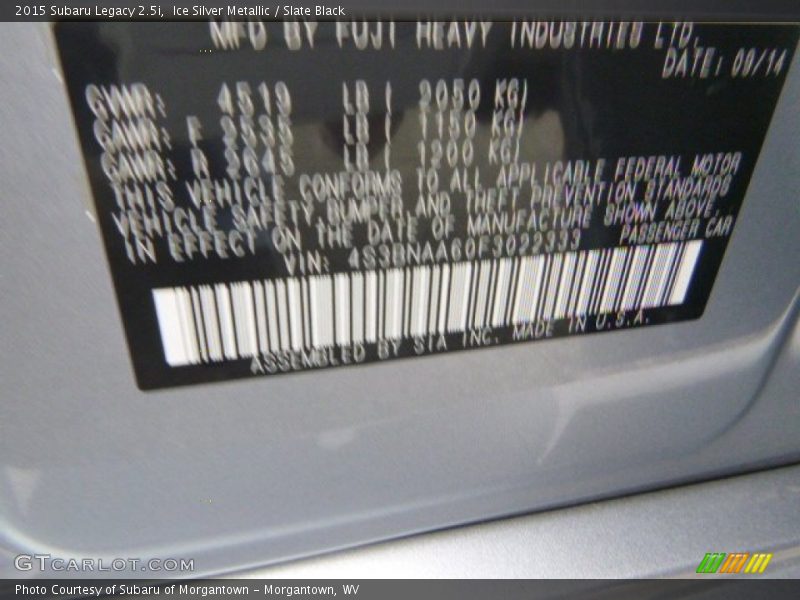 2015 Subaru Legacy 2.5i, Ice Silver Metallic / Slate Black
MFD BY FUJI HEAVY INDUSTRIES LTD.
DATE: 09/14
GVWR: 4519 LB ( 2050 KG)
GAWR: F 2535 LB ( 1150 KG)
GAWR: R 2645 LB ( 1200 KG)
THIS VEHICLE CONFORMS TO ALL APPLICABLE FEDERAL MOTOR
VEHICLE SAFETY, BUMPER, AND THEFT PREVENTION STANDARDS
IN EFFECT ON THE DATE OF MANUFACTURE SHOWN ABOVE.
VIN: 4S3BNAA60F3022333 PASSENGER CAR
ASSEMBLED BY SIA INC. MADE IN U.S.A.
GTCARLOT.COM
Photo Courtesy of Subaru of Morgantown - Morgantown, WV